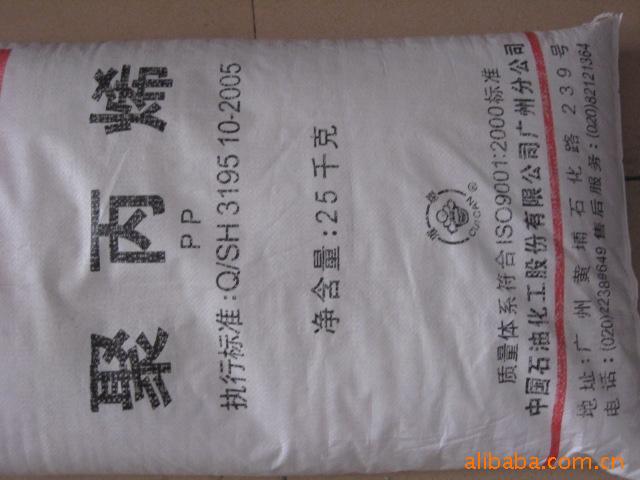 聚丙烯
PP
执行标准:Q/SH 3195 10-2005
净含量:25千克
CUICAN ®
质量体系符合ISO9001:2000标准
中国石油化工股份有限公司广州分公司
地址:广州黄埔石化路239号
电话:(020)2238#649 售后服务:(020)82121364
alibaba.com.cn